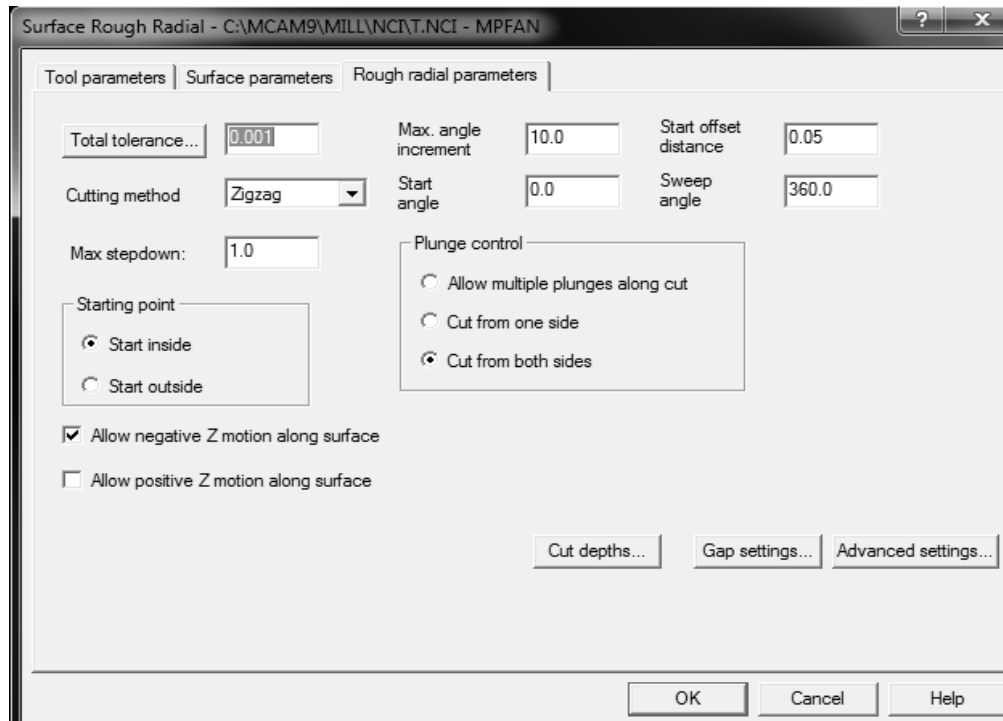 Surface Rough Radial - C:\MCAM9\MILL\NCI\T.NCI - MPFAN
? X
Tool parameters
Surface parameters
Rough radial parameters
Total tolerance...
0.001
Max. angle
increment
10.0
Start offset
distance
0.05
Cutting method
Zigzag
Start
angle
0.0
Sweep
angle
360.0
Max stepdown:
1.0
Plunge control
Allow multiple plunges along cut
Cut from one side
Cut from both sides
Starting point
Start inside
Start outside
Allow negative Z motion along surface
Allow positive Z motion along surface
Cut depths...
Gap settings...
Advanced settings...
OK
Cancel
Help